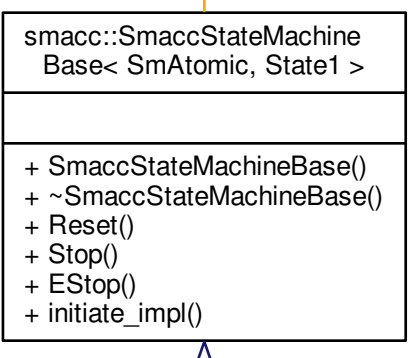 smacc::SmaccStateMachine
Base< SmAtomic, State1 >
+ SmaccStateMachineBase()
+ ~SmaccStateMachineBase()
+ Reset()
+ Stop()
+ EStop()
+ initiate_impl()